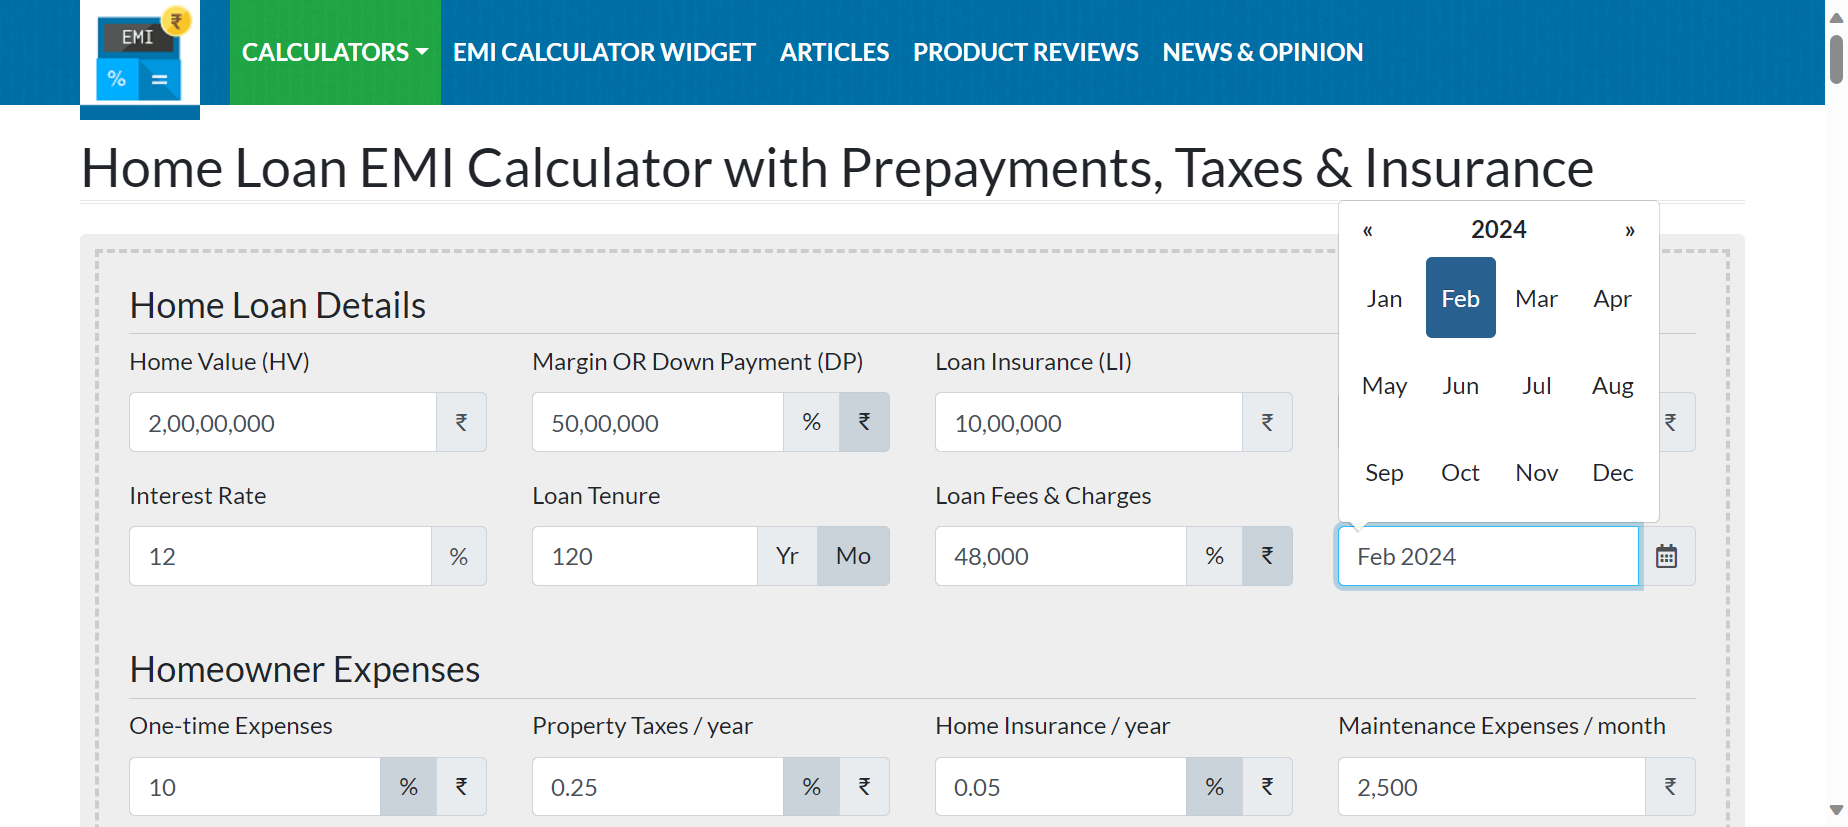 EMI
₹
%
=
CALCULATORS
EMI CALCULATOR WIDGET
ARTICLES
PRODUCT REVIEWS
NEWS & OPINION
Home Loan EMI Calculator with Prepayments, Taxes & Insurance
« 2024 »
Jan Feb Mar Apr
May Jun Jul Aug
Sep Oct Nov Dec
Home Loan Details
Home Value (HV) Margin OR Down Payment (DP) Loan Insurance (LI)
2,00,00,000 ₹ 50,00,000 % ₹ 10,00,000 ₹ ₹
Interest Rate Loan Tenure Loan Fees & Charges
12 % 120 Yr Mo 48,000 % ₹ Feb 2024
Homeowner Expenses
One-time Expenses Property Taxes / year Home Insurance / year Maintenance Expenses / month
10 % ₹ 0.25 % ₹ 0.05 % ₹ 2,500 ₹